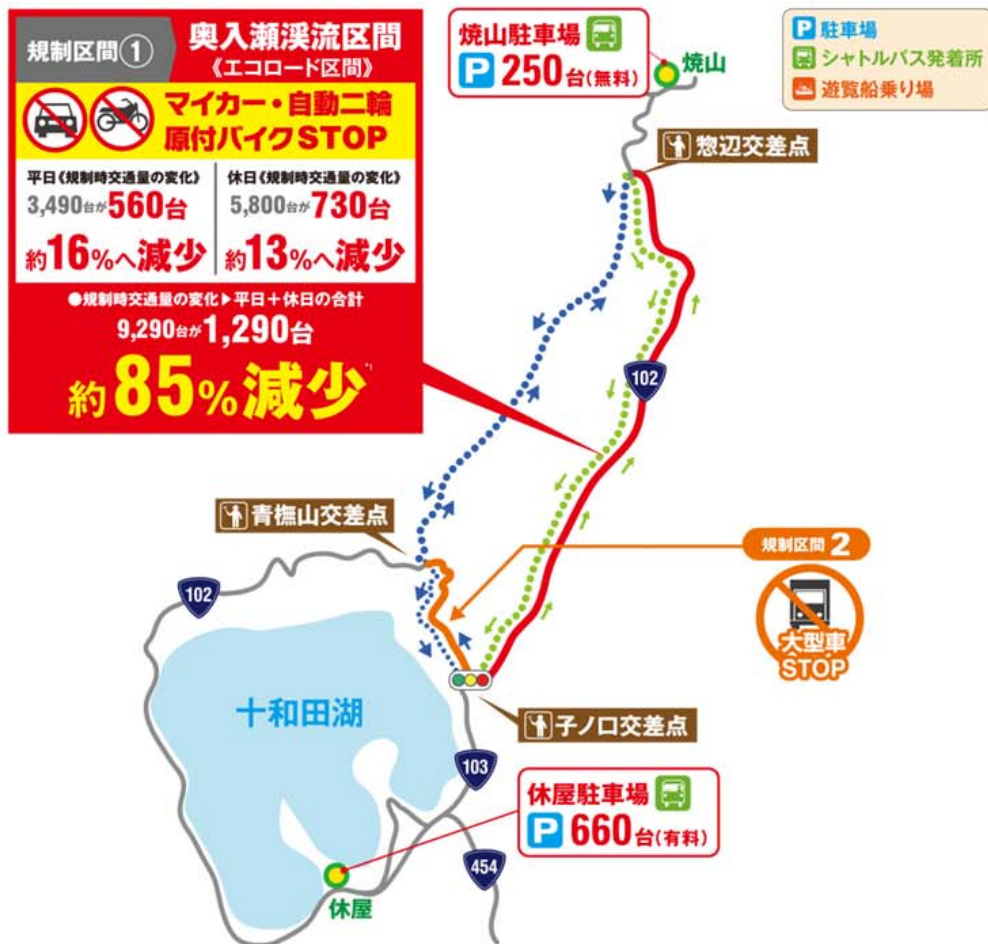 規制区間①
奥入瀬渓流区間
《エコロード区間》
マイカー・自動二輪
原付バイクSTOP
平日《規制時交通量の変化》
3,490台が560台
約16%へ減少
休日《規制時交通量の変化》
5,800台が730台
約13%へ減少
●規制時交通量の変化▶平日+休日の合計
9,290台が1,290台
約85%減少*1
焼山駐車場
P 250台(無料)
焼山
P 駐車場
シャトルバス発着所
遊覧船乗り場
惣辺交差点
102
青橅山交差点
規制区間2
大型車
STOP
102
十和田湖
子ノ口交差点
103
休屋駐車場
P 660台(有料)
454
休屋